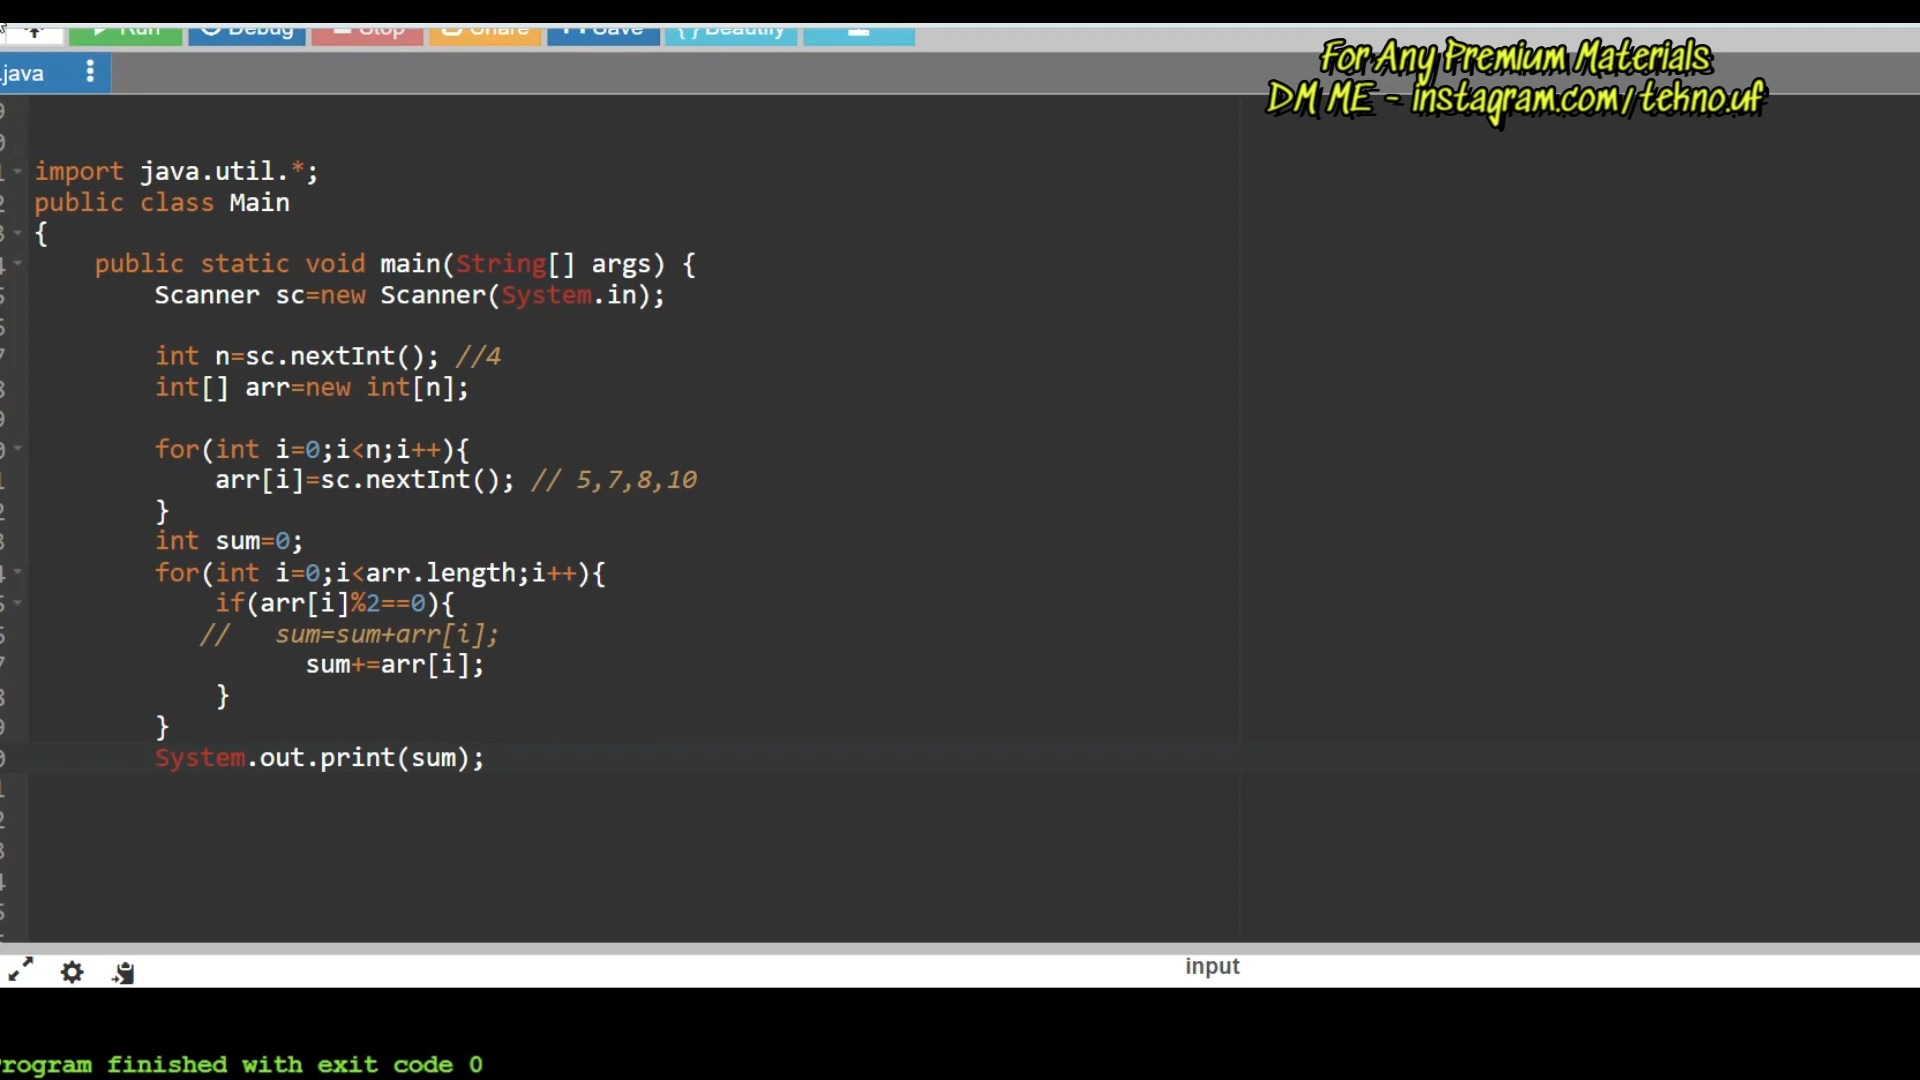 Run Debug Stop Share Save {} Beautify
For Any Premium Materials
DM ME - instagram.com/tekno.uf
.java
import java.util.*;
public class Main
{
public static void main(String[] args) {
Scanner sc=new Scanner(System.in);
int n=sc.nextInt(); //4
int[] arr=new int[n];
for(int i=0;i<n;i++){
arr[i]=sc.nextInt(); // 5,7,8,10
}
int sum=0;
for(int i=0;i<arr.length;i++){
if(arr[i]%2==0){
// sum=sum+arr[i];
sum+=arr[i];
}
}
System.out.print(sum);
input
rogram finished with exit code 0